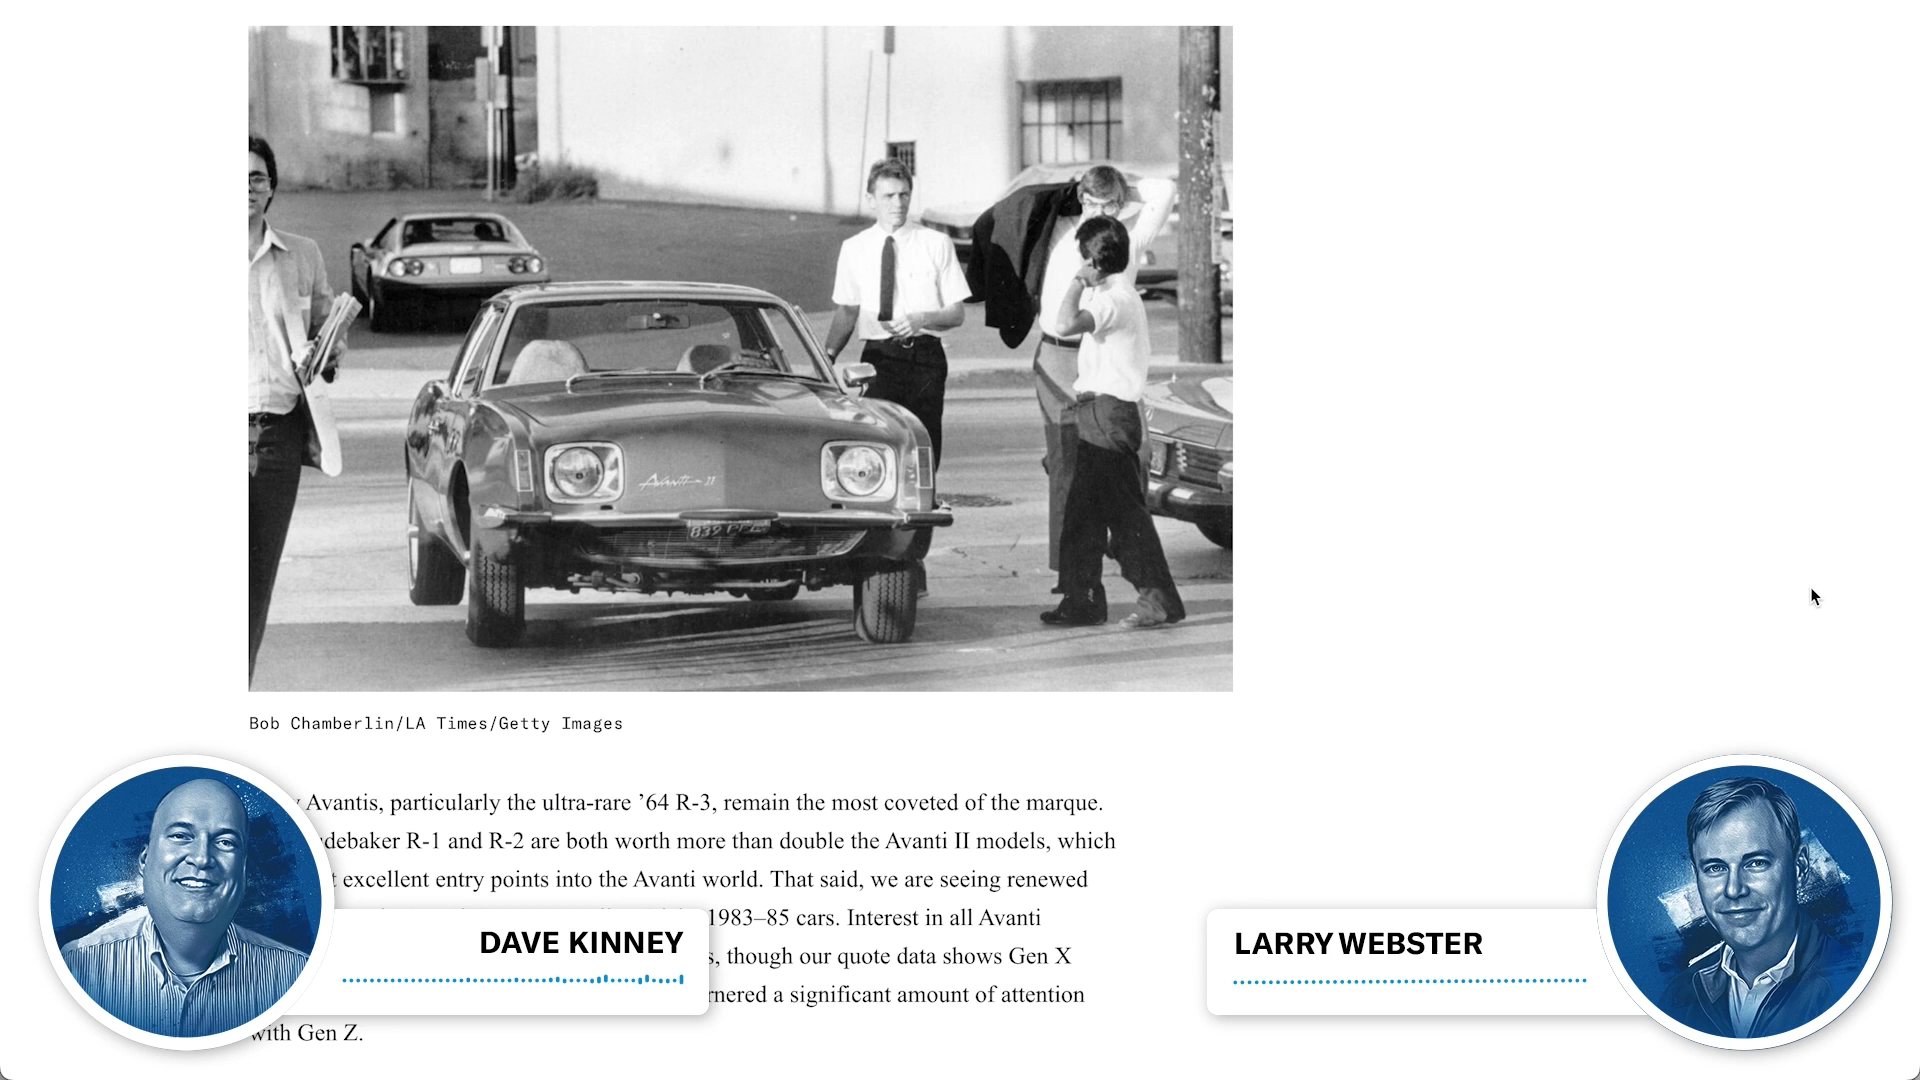 Avanti II
Bob Chamberlin/LA Times/Getty Images
Avantis, particularly the ultra-rare ’64 R-3, remain the most coveted of the marque.
R-1 and R-2 are both worth more than double the Avanti II models, which
excellent entry points into the Avanti world. That said, we are seeing renewed
1983–85 cars. Interest in all Avanti
though our quote data shows Gen X
a significant amount of attention
with Gen Z.
DAVE KINNEY
LARRY WEBSTER